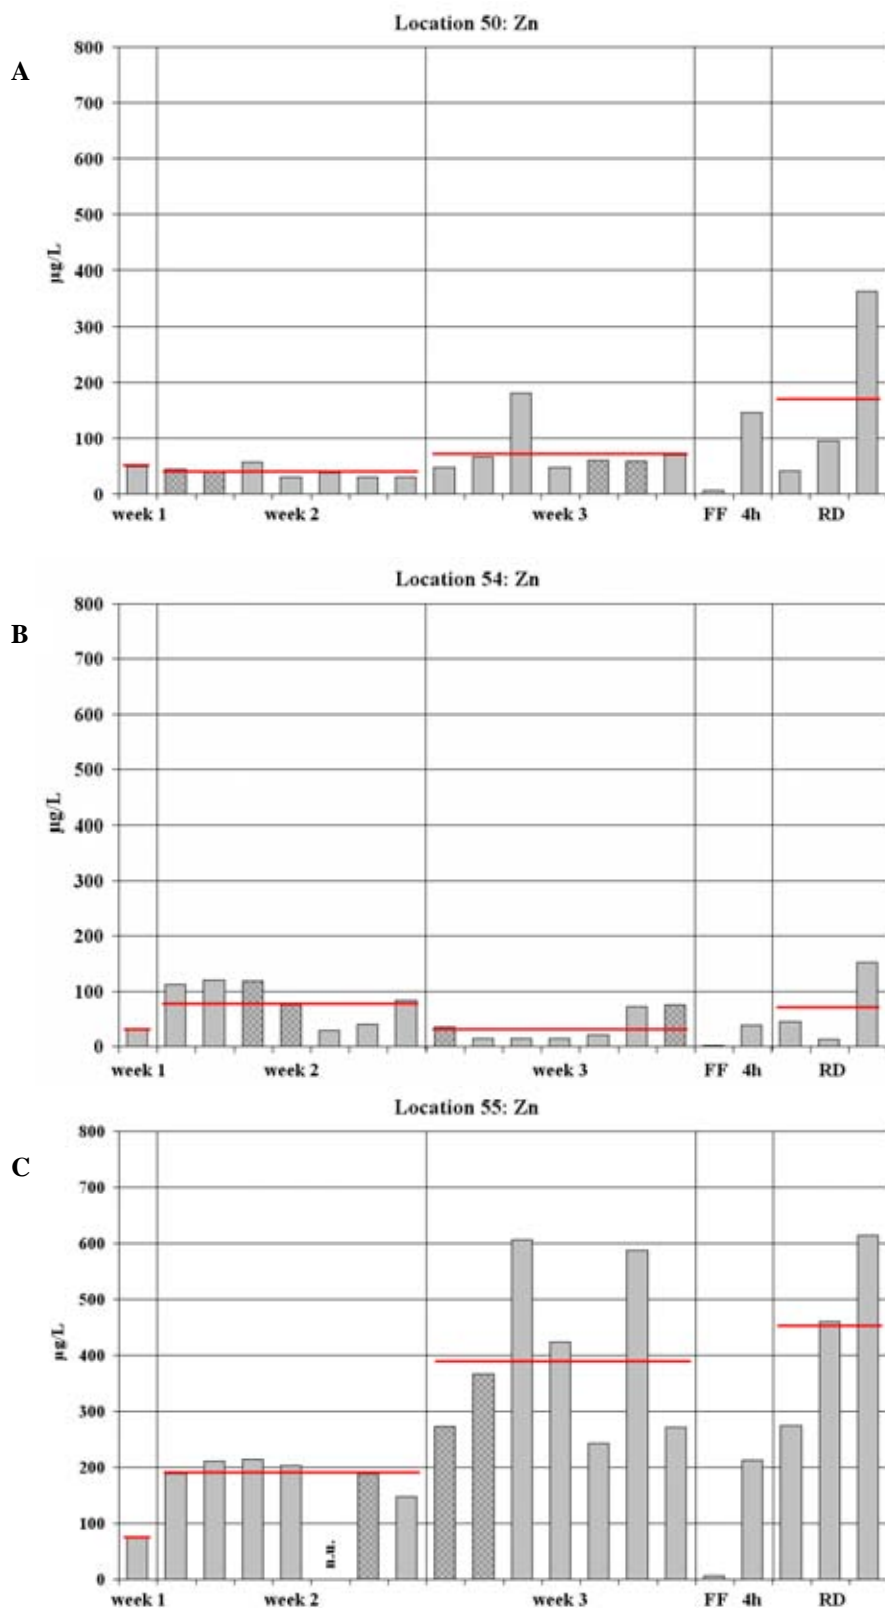 Location 50: Zn
A
800
700
600
500
400
300
200
100
0
µg/L
week 1 week 2 week 3 FF 4h RD
Location 54: Zn
B
800
700
600
500
400
300
200
100
0
µg/L
week 1 week 2 week 3 FF 4h RD
Location 55: Zn
C
800
700
600
500
400
300
200
100
0
µg/L
n.u.
week 1 week 2 week 3 FF 4h RD